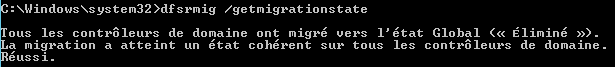 C:\Windows\system32>dfsrmig /getmigrationstate
Tous les contrôleurs de domaine ont migré vers l'état Global (« Éliminé »).
La migration a atteint un état cohérent sur tous les contrôleurs de domaine.
Réussi.